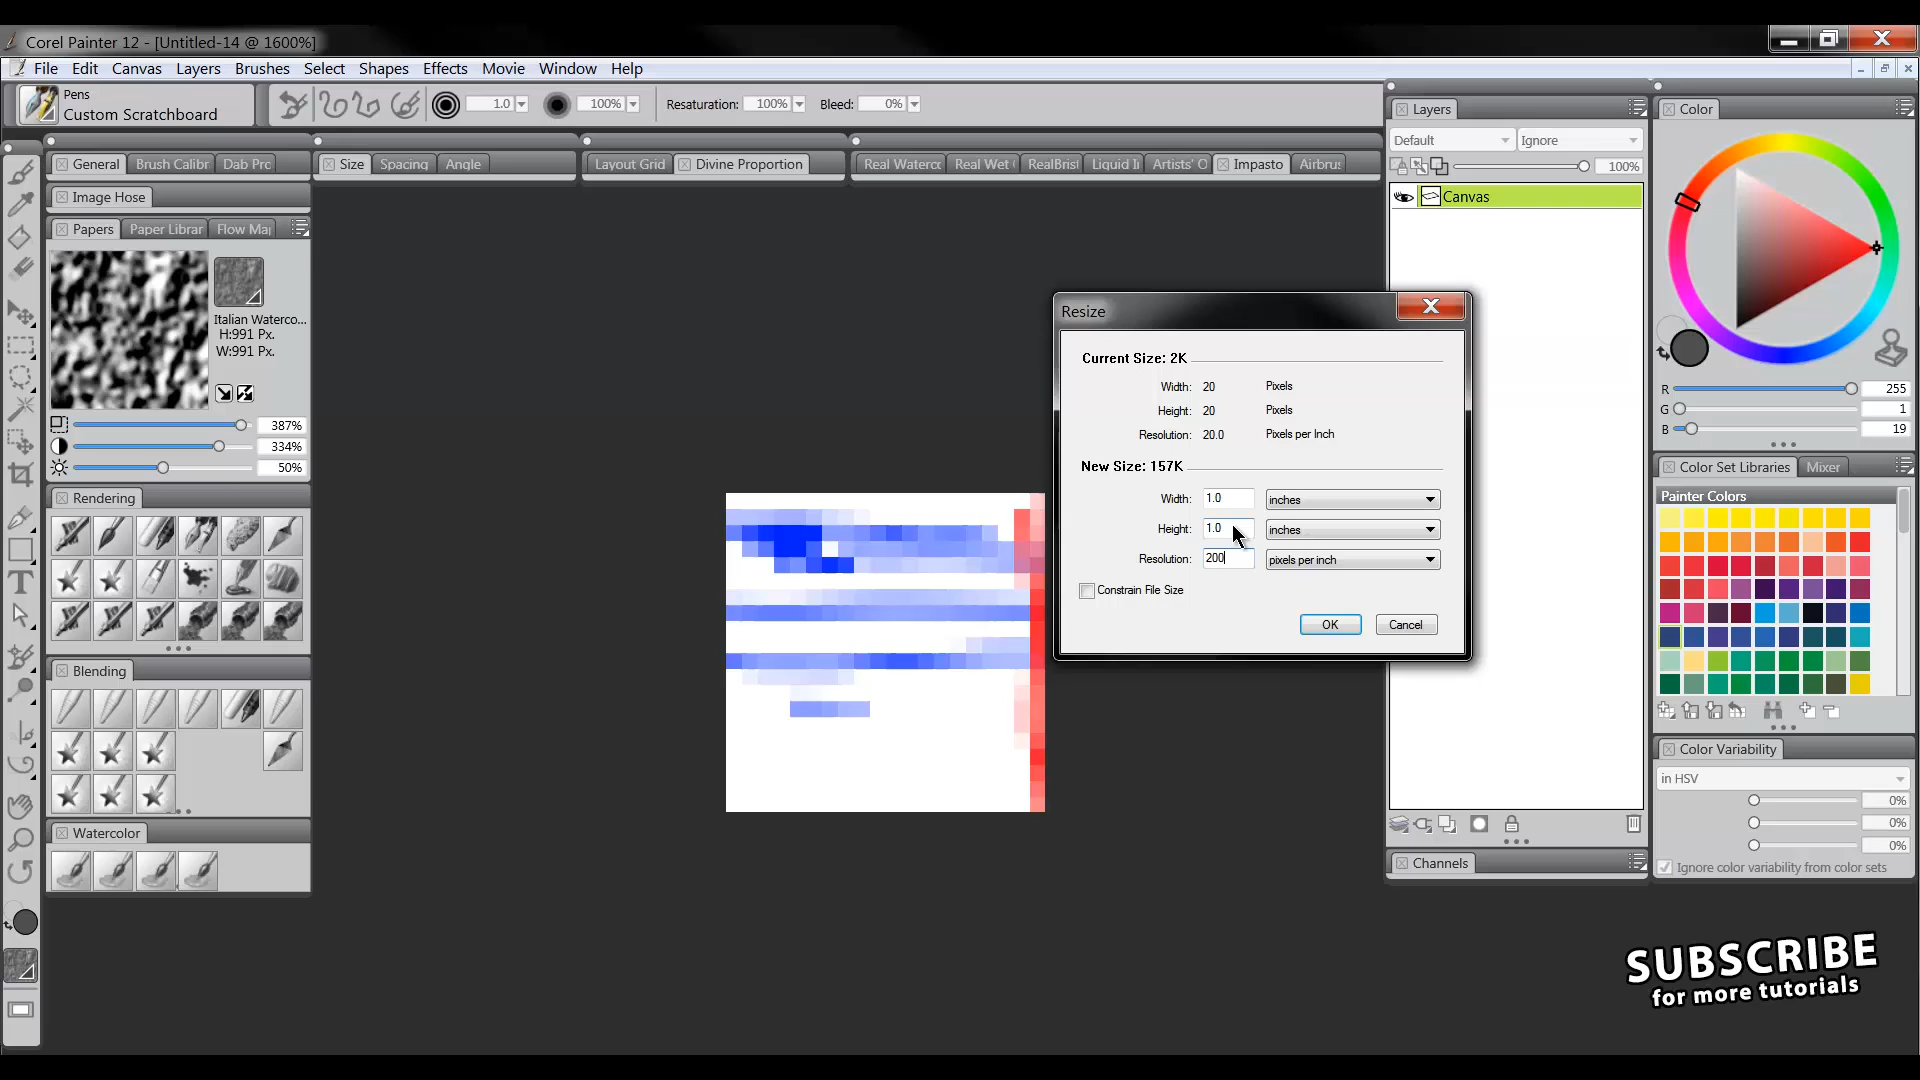 Corel Painter 12 - [Untitled-14 @ 1600%]
File Edit Canvas Layers Brushes Select Shapes Effects Movie Window Help
Pens
Custom Scratchboard
1.0
100%
Resaturation: 100%
Bleed: 0%
General Brush Calibr Dab Pro
Size Spacing Angle
Layout Grid Divine Proportion
Real Waterco Real Wet RealBrist Liquid I Artists' O Impasto Airbrus
Image Hose
Papers Paper Librar Flow Ma
Italian Waterco...
H:991 Px.
W:991 Px.
387%
334%
50%
Rendering
Blending
Watercolor
Resize
Current Size: 2K
Width: 20 Pixels
Height: 20 Pixels
Resolution: 20.0 Pixels per Inch
New Size: 157K
Width: 1.0 inches
Height: 1.0 inches
Resolution: 200 pixels per inch
Constrain File Size
OK Cancel
Layers
Default Ignore
100%
Canvas
Channels
Color
R 255
G 1
B 19
Color Set Libraries Mixer
Painter Colors
Color Variability
in HSV
0%
0%
0%
Ignore color variability from color sets
SUBSCRIBE
for more tutorials